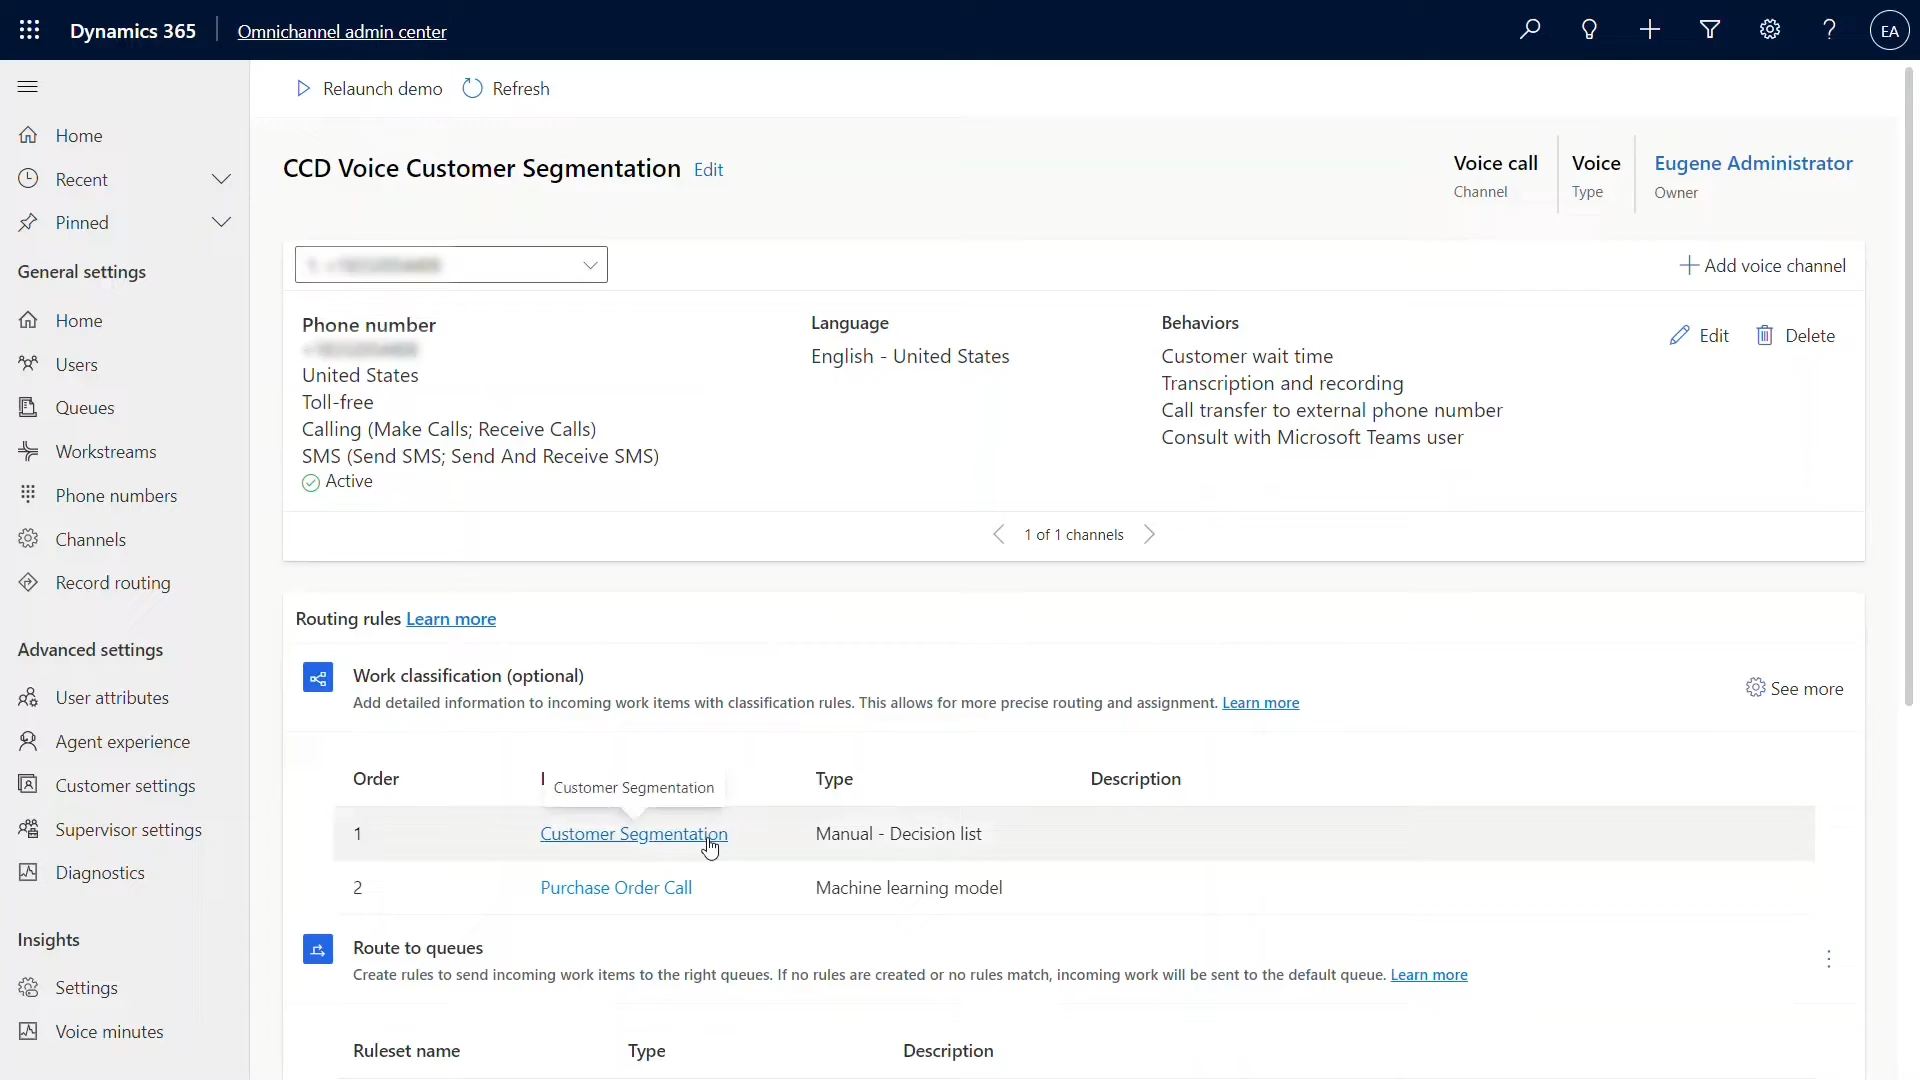 Dynamics 365
Omnichannel admin center
EA
Relaunch demo
Refresh
Home
Recent
Pinned
General settings
Home
Users
Queues
Workstreams
Phone numbers
Channels
Record routing
Advanced settings
User attributes
Agent experience
Customer settings
Supervisor settings
Diagnostics
Insights
Settings
Voice minutes
CCD Voice Customer Segmentation Edit
Voice call
Channel
Voice
Type
Eugene Administrator
Owner
Add voice channel
Phone number
United States
Toll-free
Calling (Make Calls; Receive Calls)
SMS (Send SMS; Send And Receive SMS)
Active
Language
English - United States
Behaviors
Customer wait time
Transcription and recording
Call transfer to external phone number
Consult with Microsoft Teams user
Edit
Delete
1 of 1 channels
Routing rules Learn more
Work classification (optional)
Add detailed information to incoming work items with classification rules. This allows for more precise routing and assignment. Learn more
See more
Order
Type
Description
Customer Segmentation
1
Customer Segmentation
Manual - Decision list
2
Purchase Order Call
Machine learning model
Route to queues
Create rules to send incoming work items to the right queues. If no rules are created or no rules match, incoming work will be sent to the default queue. Learn more
Ruleset name
Type
Description